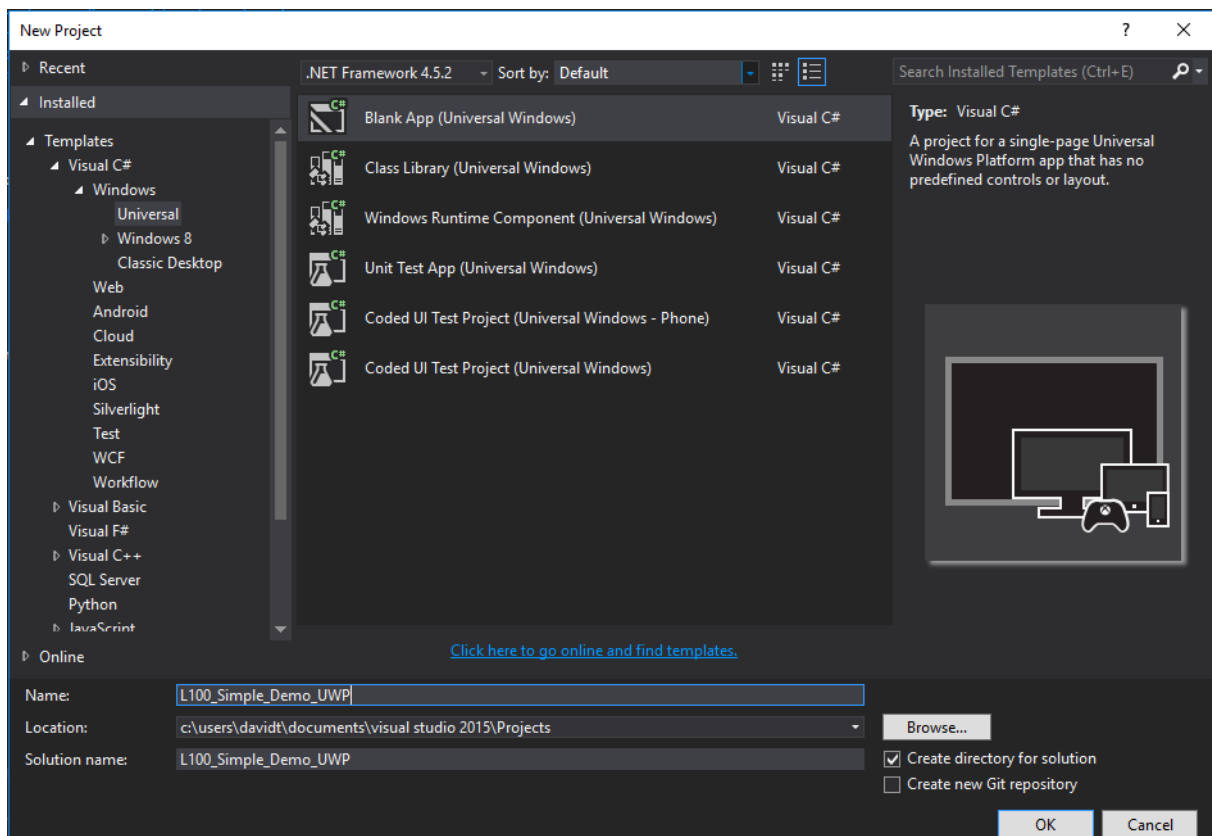 New Project
?
Recent
.NET Framework 4.5.2
Sort by: Default
Search Installed Templates (Ctrl+E)
Installed
Templates
Visual C#
Windows
Universal
Windows 8
Classic Desktop
Web
Android
Cloud
Extensibility
iOS
Silverlight
Test
WCF
Workflow
Visual Basic
Visual F#
Visual C++
SQL Server
Python
JavaScript
Online
C#
Blank App (Universal Windows) Visual C#
C#
Class Library (Universal Windows) Visual C#
C#
Windows Runtime Component (Universal Windows) Visual C#
C#
Unit Test App (Universal Windows) Visual C#
C#
Coded UI Test Project (Universal Windows - Phone) Visual C#
C#
Coded UI Test Project (Universal Windows) Visual C#
Click here to go online and find templates.
Type: Visual C#
A project for a single-page Universal
Windows Platform app that has no
predefined controls or layout.
Name: L100_Simple_Demo_UWP
Location: c:\users\davidt\documents\visual studio 2015\Projects
Browse...
Solution name: L100_Simple_Demo_UWP
Create directory for solution
Create new Git repository
OK
Cancel